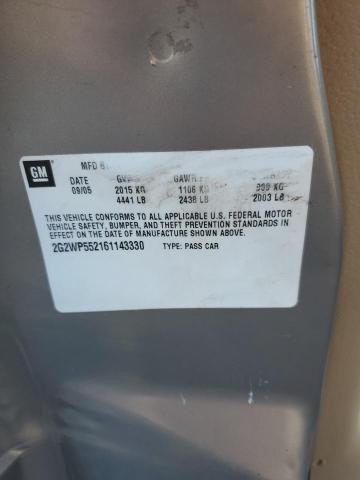 GM
MFD B
DATE GV GAWR
09/05 2015 KG 1106 KG 909 KG
4441 LB 2438 LB 2003 LB
THIS VEHICLE CONFORMS TO ALL APPLICABLE U.S. FEDERAL MOTOR
VEHICLE SAFETY, BUMPER, AND THEFT PREVENTION STANDARDS IN
EFFECT ON THE DATE OF MANUFACTURE SHOWN ABOVE.
2G2WP552161143330 TYPE: PASS CAR